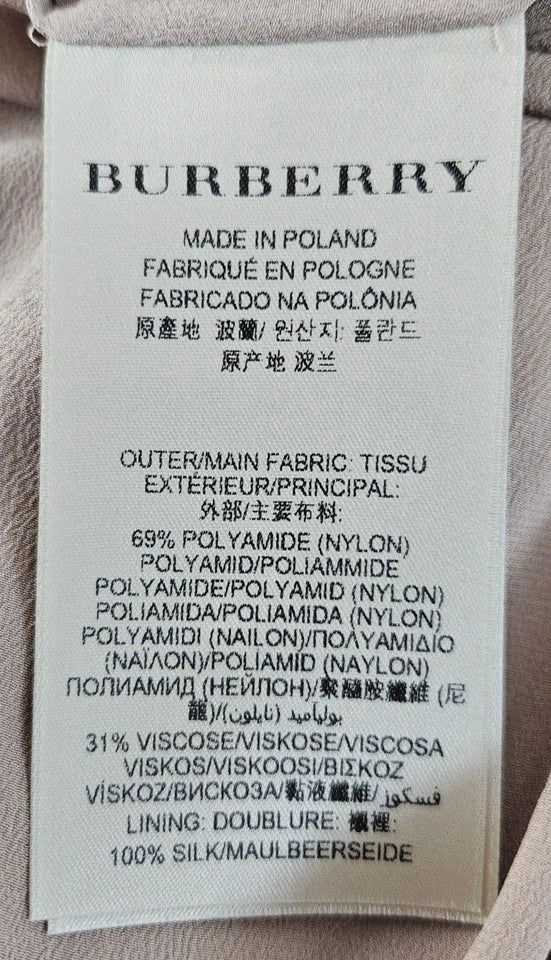 BURBERRY
MADE IN POLAND
FABRIQUÉ EN POLOGNE
FABRICADO NA POLÔNIA
原產地 波蘭/ 원산지: 폴란드
原产地 波兰
OUTER/MAIN FABRIC: TISSU
EXTÉRIEUR/PRINCIPAL:
外部/主要布料:
69% POLYAMIDE (NYLON)
POLYAMID/POLIAMMIDE
POLYAMIDE/POLYAMID (NYLON)
POLIAMIDA/POLIAMIDA (NYLON)
POLYAMIDI (NAILON)/ΠΟΛΥΑΜΙΔΙΟ
(ΝΑΪΛΟΝ)/POLİAMİD (NAYLON)
ПОЛИАМИД (НЕЙЛОН)/聚醯胺纖維 (尼
龍)/بولياميد (نايلون)
31% VISCOSE/VISKOSE/VISCOSA
VISKOS/VISKOOSI/ΒΙΣΚΟΖ
VİSKOZ/ВИСКОЗА/黏液纖維/فسكوز
LINING: DOUBLURE: 襯裡:
100% SILK/MAULBEERSEIDE